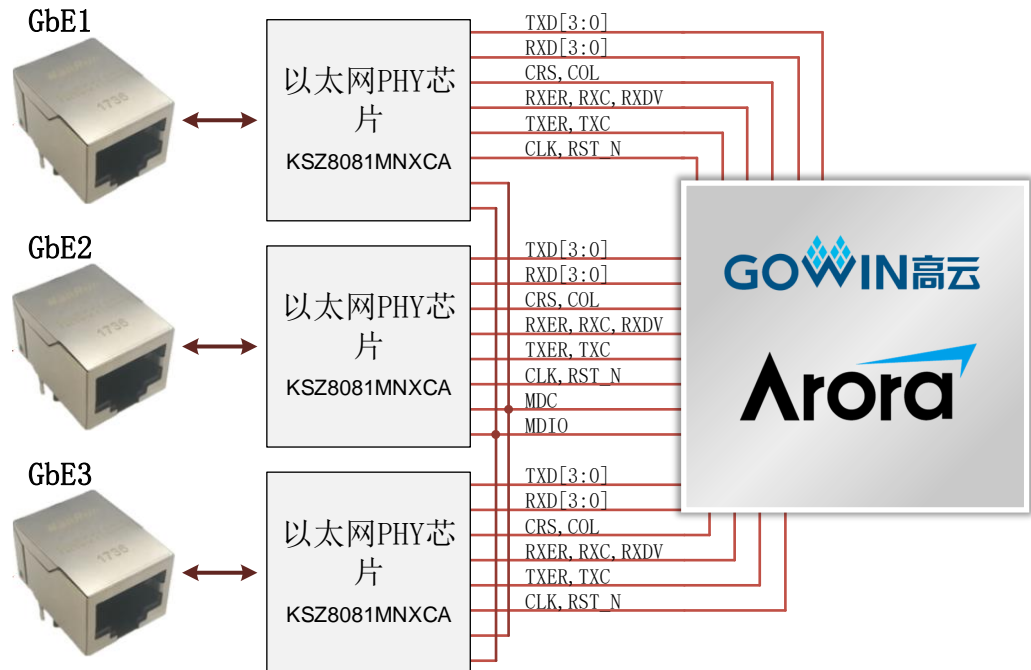 GbE1
以太网PHY芯
片
KSZ8081MNXCA
TXD[3:0]
RXD[3:0]
CRS,COL
RXER,RXC,RXDV
TXER,TXC
CLK,RST_N
1736
GbE2
以太网PHY芯
片
KSZ8081MNXCA
TXD[3:0]
RXD[3:0]
CRS,COL
RXER,RXC,RXDV
TXER,TXC
CLK,RST_N
MDC
MDIO
1736
GbE3
以太网PHY芯
片
KSZ8081MNXCA
TXD[3:0]
RXD[3:0]
CRS,COL
RXER,RXC,RXDV
TXER,TXC
CLK,RST_N
1736
GOWIN高云
Arora